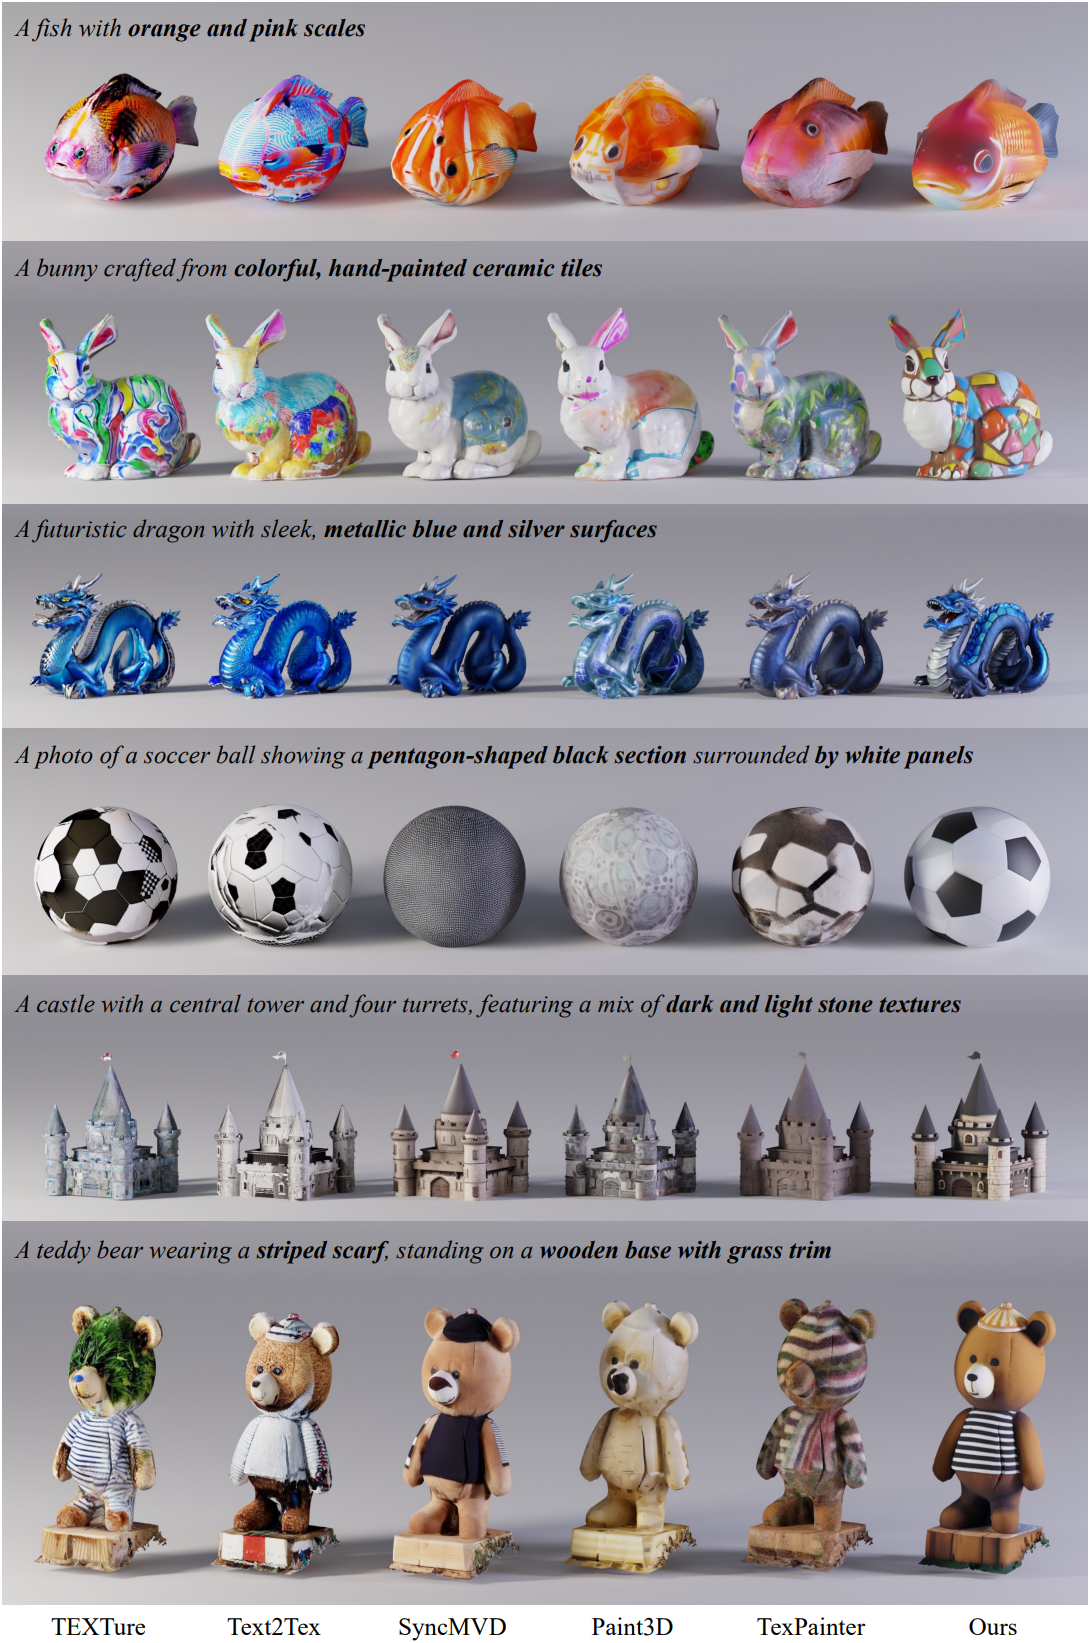 A fish with orange and pink scales
A bunny crafted from colorful, hand-painted ceramic tiles
A futuristic dragon with sleek, metallic blue and silver surfaces
A photo of a soccer ball showing a pentagon-shaped black section surrounded by white panels
A castle with a central tower and four turrets, featuring a mix of dark and light stone textures
A teddy bear wearing a striped scarf, standing on a wooden base with grass trim
TEXTure Text2Tex SyncMVD Paint3D TexPainter Ours